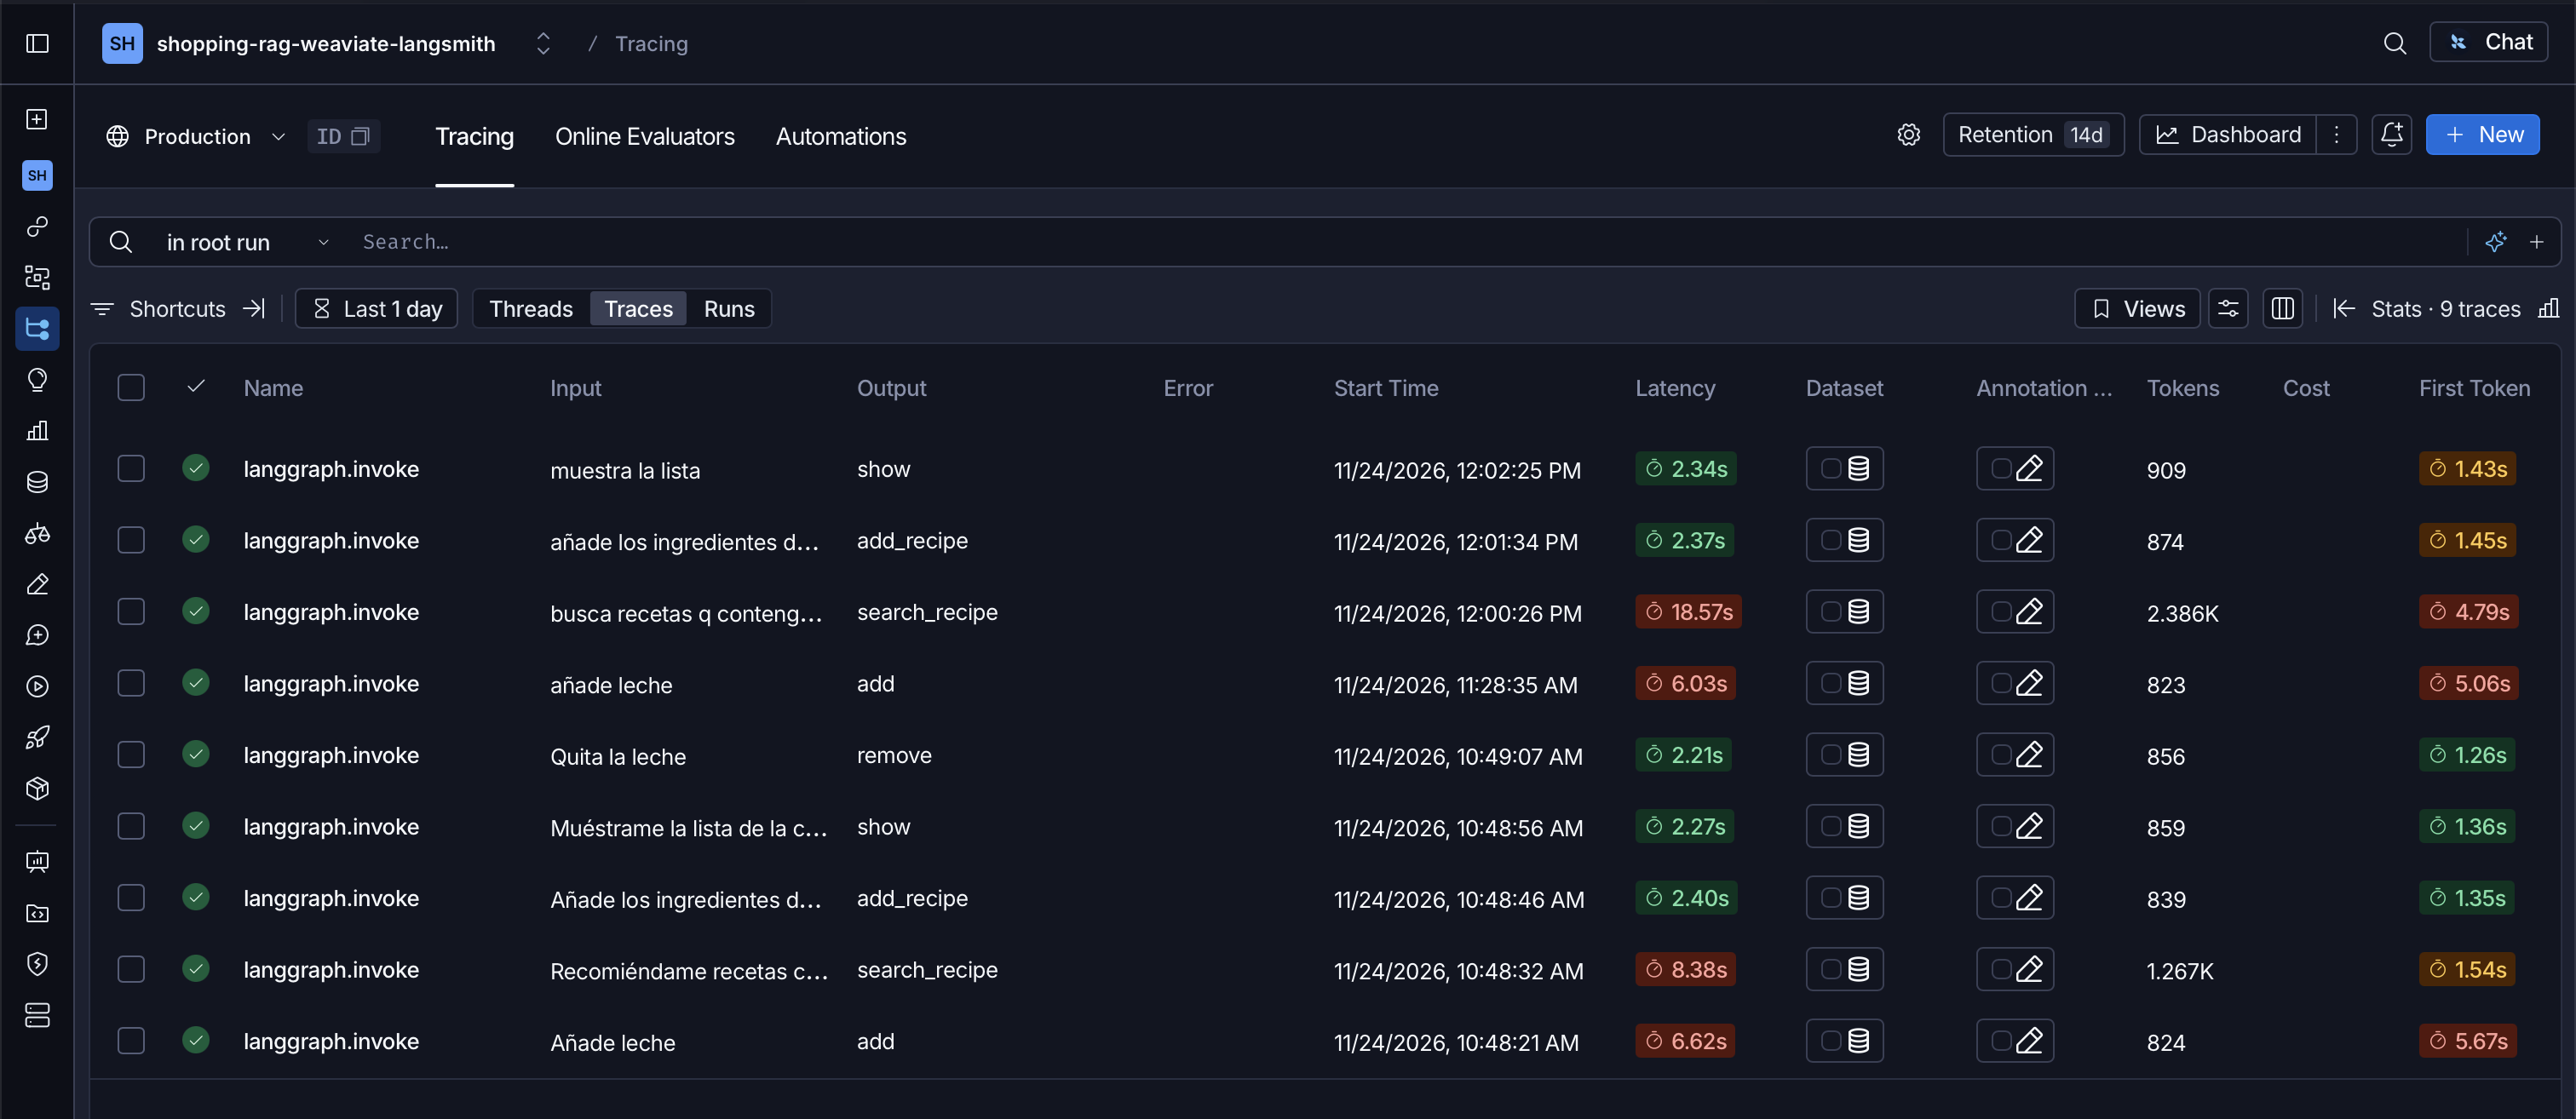 SH shopping-rag-weaviate-langsmith / Tracing Chat
Production ID Tracing Online Evaluators Automations Retention 14d Dashboard + New
SH
in root run Search...
Shortcuts Last 1 day Threads Traces Runs Views Stats · 9 traces
Name Input Output Error Start Time Latency Dataset Annotation ... Tokens Cost First Token
langgraph.invoke muestra la lista show 11/24/2026, 12:02:25 PM 2.34s 909 1.43s
langgraph.invoke añade los ingredientes d... add_recipe 11/24/2026, 12:01:34 PM 2.37s 874 1.45s
langgraph.invoke busca recetas q conteng... search_recipe 11/24/2026, 12:00:26 PM 18.57s 2.386K 4.79s
langgraph.invoke añade leche add 11/24/2026, 11:28:35 AM 6.03s 823 5.06s
langgraph.invoke Quita la leche remove 11/24/2026, 10:49:07 AM 2.21s 856 1.26s
langgraph.invoke Muéstrame la lista de la c... show 11/24/2026, 10:48:56 AM 2.27s 859 1.36s
langgraph.invoke Añade los ingredientes d... add_recipe 11/24/2026, 10:48:46 AM 2.40s 839 1.35s
langgraph.invoke Recomiéndame recetas c... search_recipe 11/24/2026, 10:48:32 AM 8.38s 1.267K 1.54s
langgraph.invoke Añade leche add 11/24/2026, 10:48:21 AM 6.62s 824 5.67s